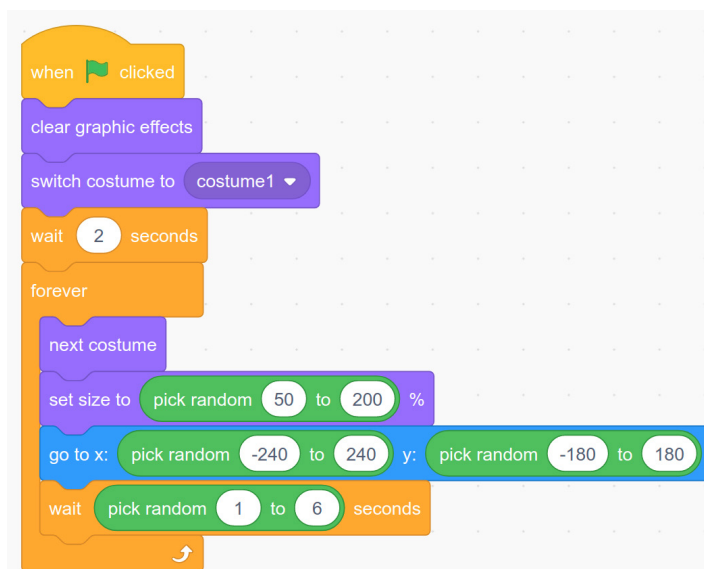 when clicked
clear graphic effects
switch costume to costume1
wait 2 seconds
forever
next costume
set size to pick random 50 to 200 %
go to x: pick random -240 to 240 y: pick random -180 to 180
wait pick random 1 to 6 seconds